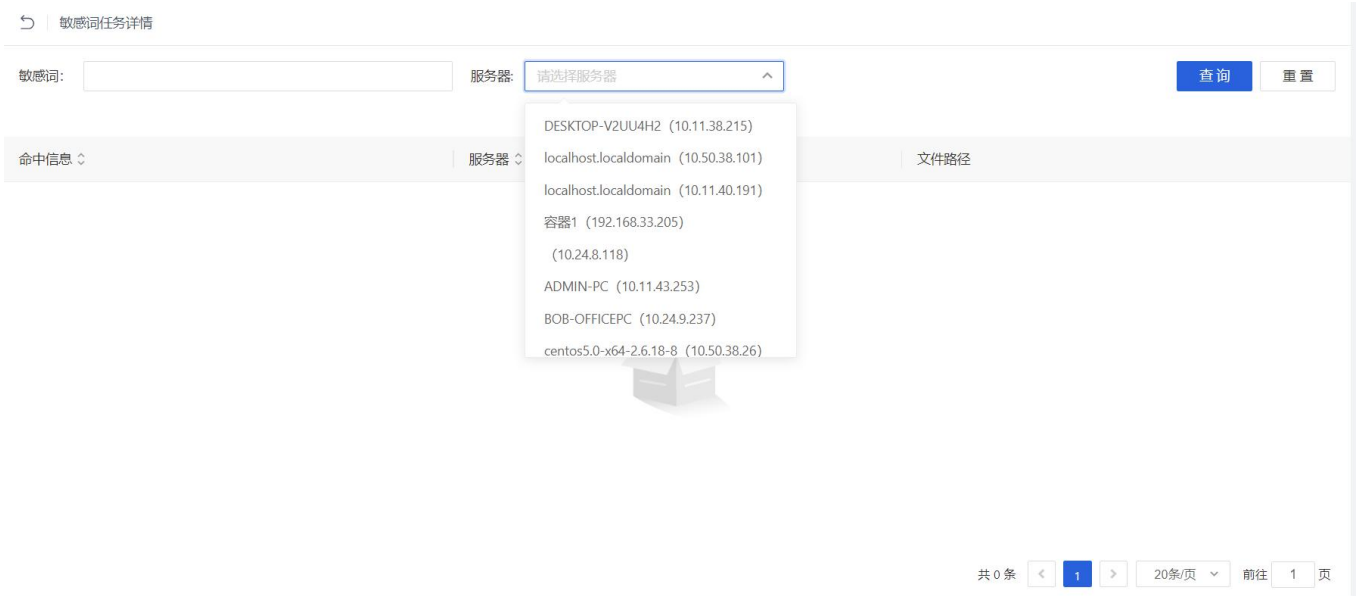 敏感词任务详情
敏感词: 服务器: 请选择服务器 查询 重置
命中信息 服务器 文件路径
DESKTOP-V2UU4H2（10.11.38.215）
localhost.localdomain（10.50.38.101）
localhost.localdomain（10.11.40.191）
容器1（192.168.33.205）
（10.24.8.118）
ADMIN-PC（10.11.43.253）
BOB-OFFICEPC（10.24.9.237）
centos5.0-x64-2.6.18-8（10.50.38.26）
共 0 条 1 20条/页 前往 1 页